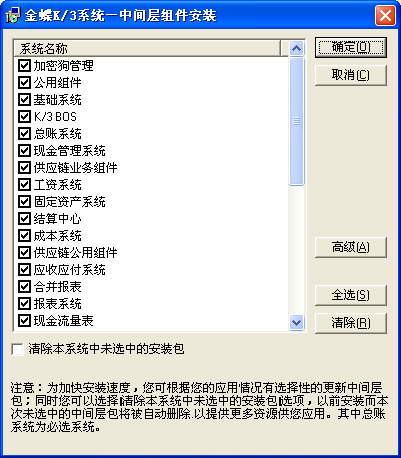 金蝶K/3系统－中间层组件安装
系统名称
加密狗管理
公用组件
基础系统
K/3 BOS
总账系统
现金管理系统
供应链业务组件
工资系统
固定资产系统
结算中心
成本系统
供应链公用组件
应收应付系统
合并报表
报表系统
现金流量表
确定(O)
取消(C)
高级(A)
全选(S)
清除(R)
清除本系统中未选中的安装包
注意：为加快安装速度，您可根据您的应用情况有选择性的更新中间层
包；同时您可以选择|清除本系统中未选中的安装包|选项，以前安装而本
次未选中的中间层包将被自动删除.以提供更多资源供您应用。其中总账
系统为必选系统。